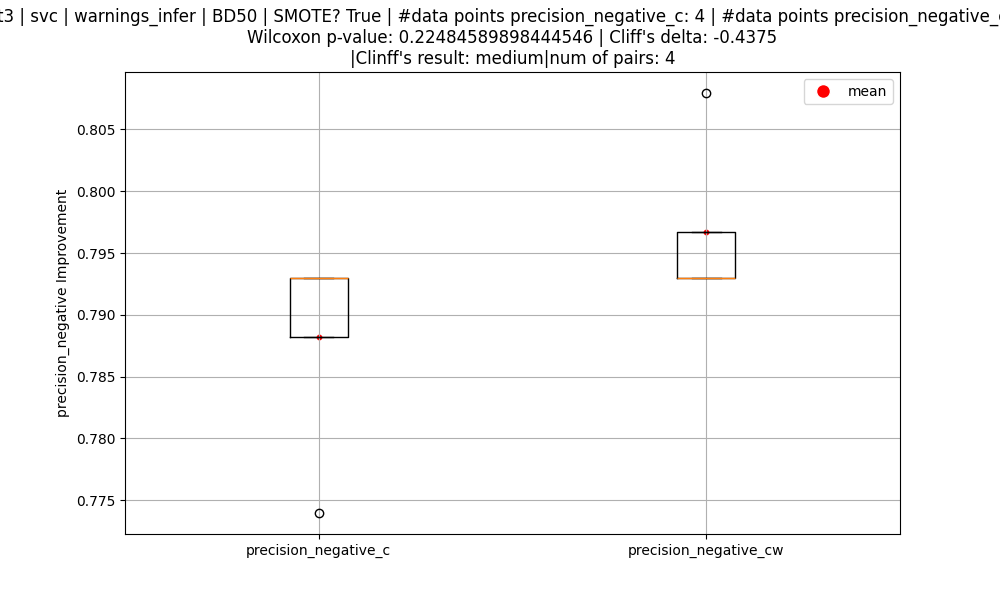 t3 | svc | warnings_infer | BD50 | SMOTE? True | #data points precision_negative_c: 4 | #data points precision_negative_c
Wilcoxon p-value: 0.22484589898444546 | Cliff's delta: -0.4375
|Clinff's result: medium|num of pairs: 4
mean
0.805
0.800
0.795
0.790
0.785
0.780
0.775
precision_negative Improvement
precision_negative_c
precision_negative_cw